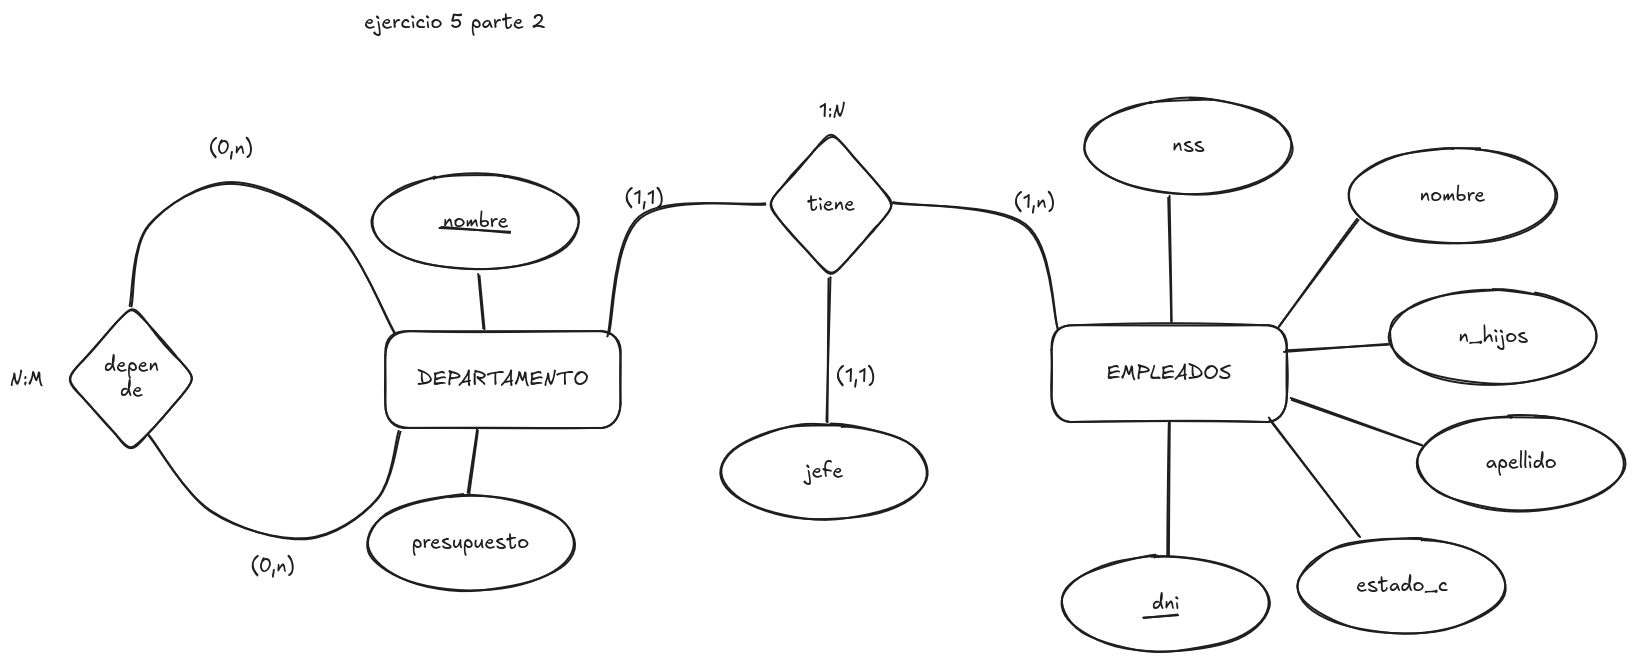 ejercicio 5 parte 2
1:N
(0,n)
nss
(1,1)
tiene
(1,n)
nombre
nombre
n_hijos
depen
de
N:M
DEPARTAMENTO
(1,1)
EMPLEADOS
jefe
apellido
presupuesto
(0,n)
estado_c
dni